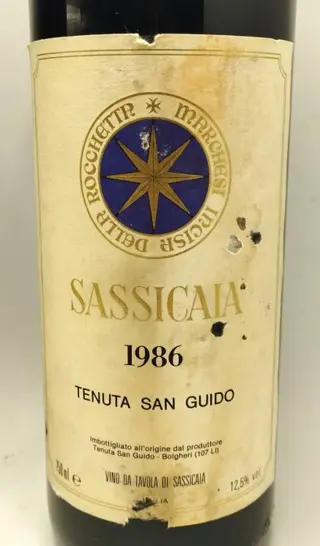 MARCHESI INCISA DELLA ROCCHETTA
SASSICAIA
1986
TENUTA SAN GUIDO
Imbottigliato all'origine dal produttore
Tenuta San Guido - Bolgheri (107 LI)
ml ℮ VINO DA TAVOLA DI SASSICAIA 12,5% vol